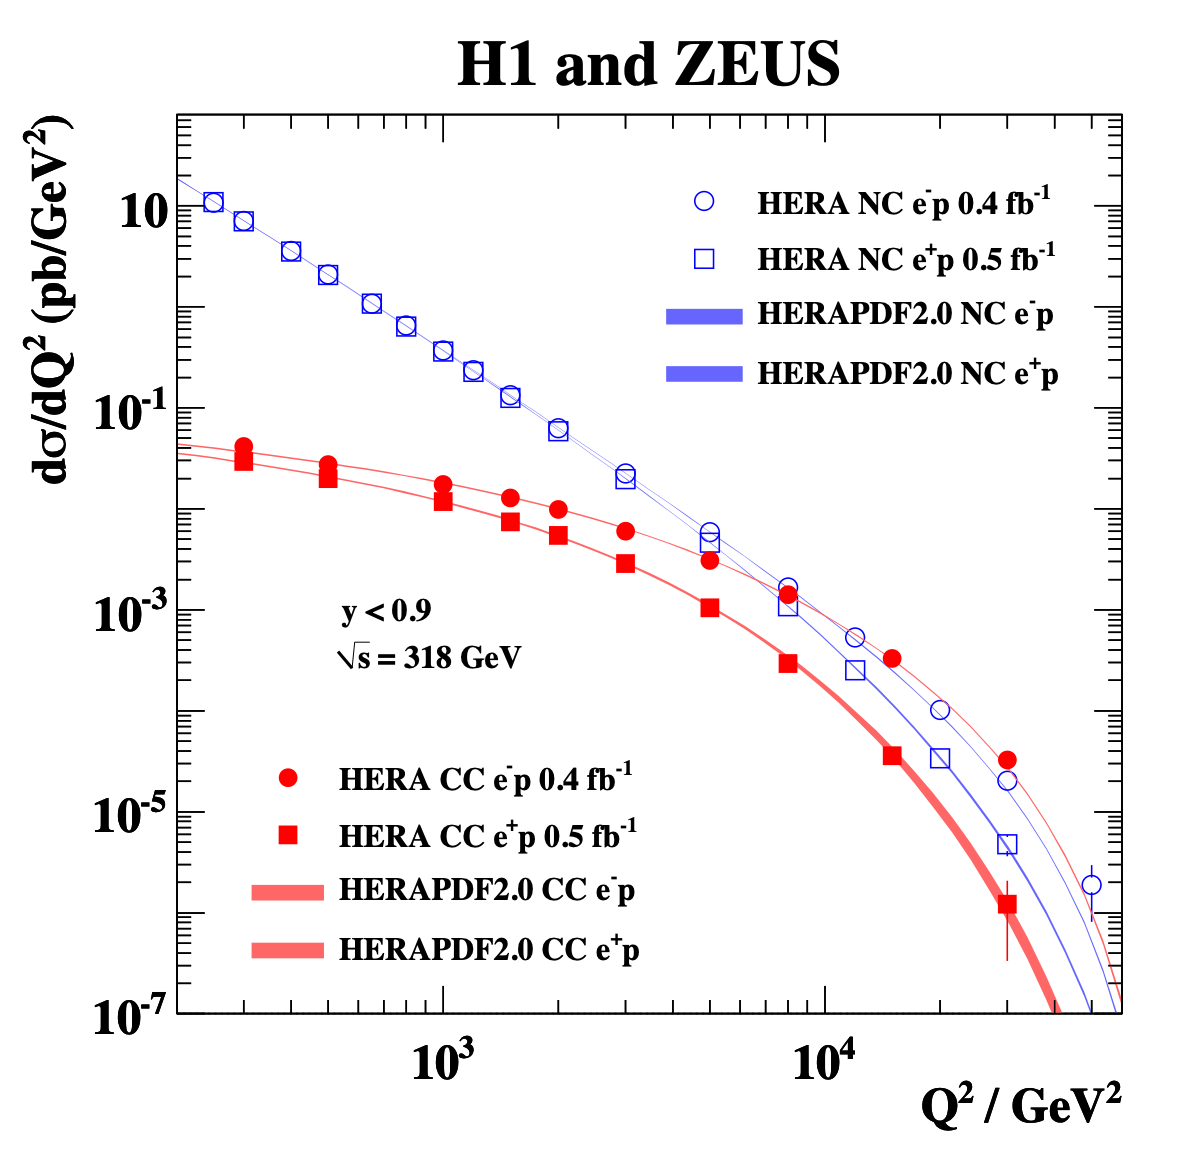 H1 and ZEUS
dσ/dQ² (pb/GeV²)
10
10⁻¹
10⁻³
10⁻⁵
10⁻⁷
HERA NC e⁻p 0.4 fb⁻¹
HERA NC e⁺p 0.5 fb⁻¹
HERAPDF2.0 NC e⁻p
HERAPDF2.0 NC e⁺p
y < 0.9
√s = 318 GeV
HERA CC e⁻p 0.4 fb⁻¹
HERA CC e⁺p 0.5 fb⁻¹
HERAPDF2.0 CC e⁻p
HERAPDF2.0 CC e⁺p
10³
10⁴
Q² / GeV²